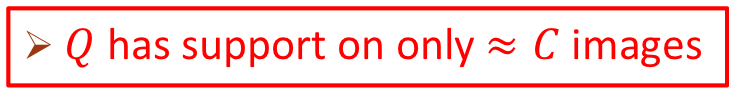 ➢ 𝑄 has support on only ≈ 𝐶 images